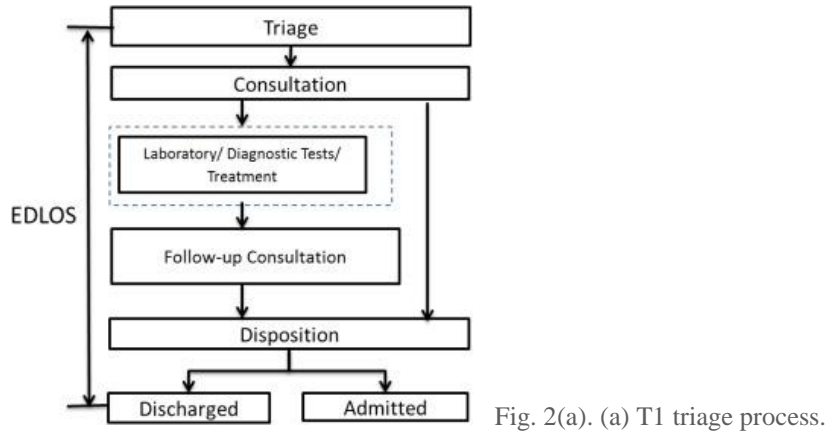 Triage
Consultation
Laboratory/ Diagnostic Tests/
Treatment
EDLOS
Follow-up Consultation
Disposition
Discharged
Admitted
Fig. 2(a). (a) T1 triage process.